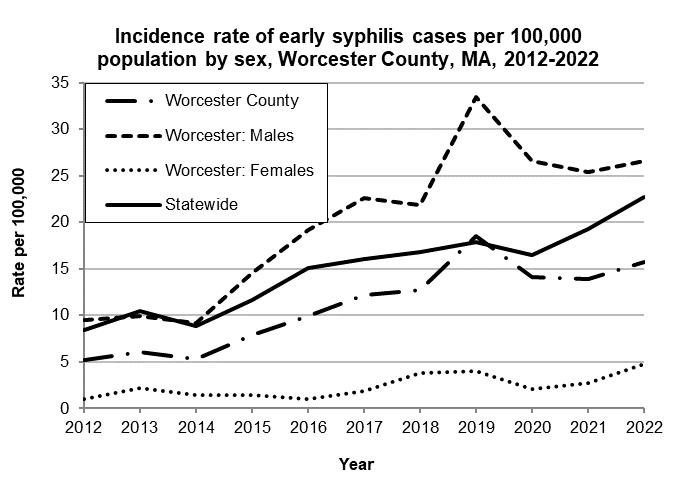 Incidence rate of early syphilis cases per 100,000
population by sex, Worcester County, MA, 2012-2022
35
30
25
20
15
10
5
0
Rate per 100,000
Worcester County
Worcester: Males
Worcester: Females
Statewide
2012 2013 2014 2015 2016 2017 2018 2019 2020 2021 2022
Year